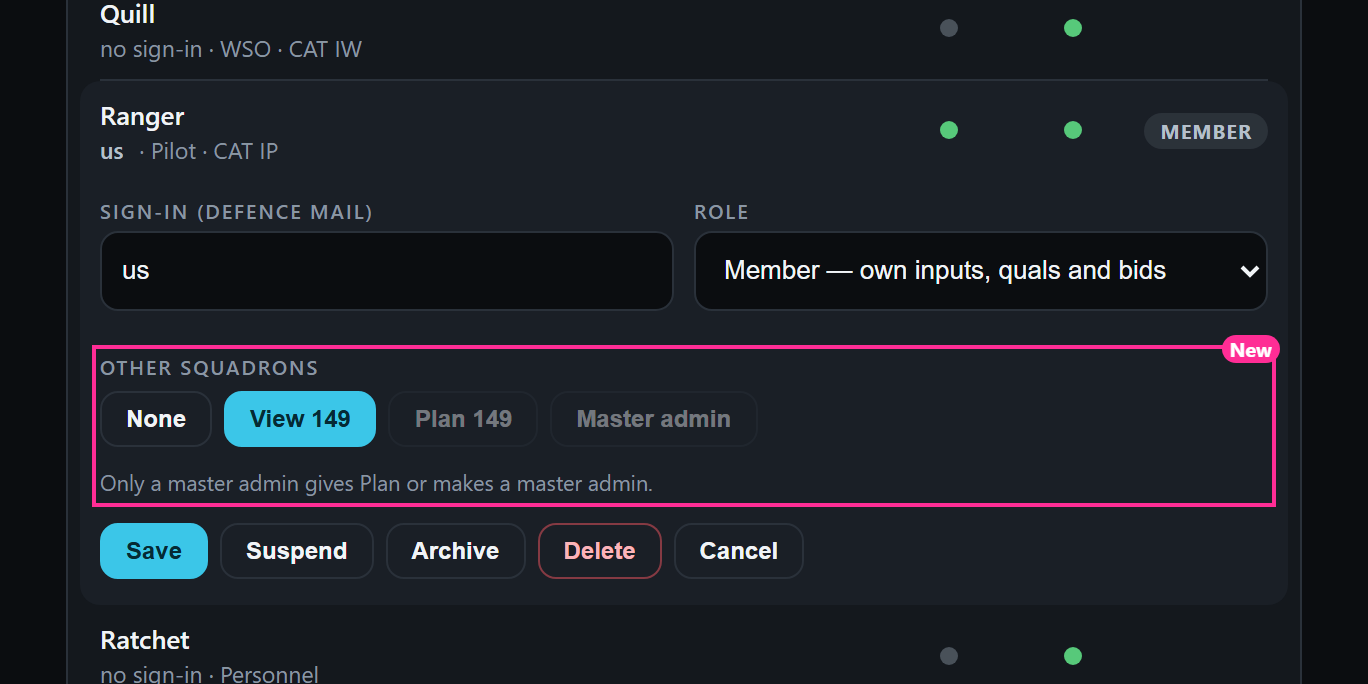 Quill
no sign-in · WSO · CAT IW
Ranger
us · Pilot · CAT IP
MEMBER
SIGN-IN (DEFENCE MAIL)
ROLE
us
Member — own inputs, quals and bids
New
OTHER SQUADRONS
None
View 149
Plan 149
Master admin
Only a master admin gives Plan or makes a master admin.
Save
Suspend
Archive
Delete
Cancel
Ratchet
no sign-in · Personnel